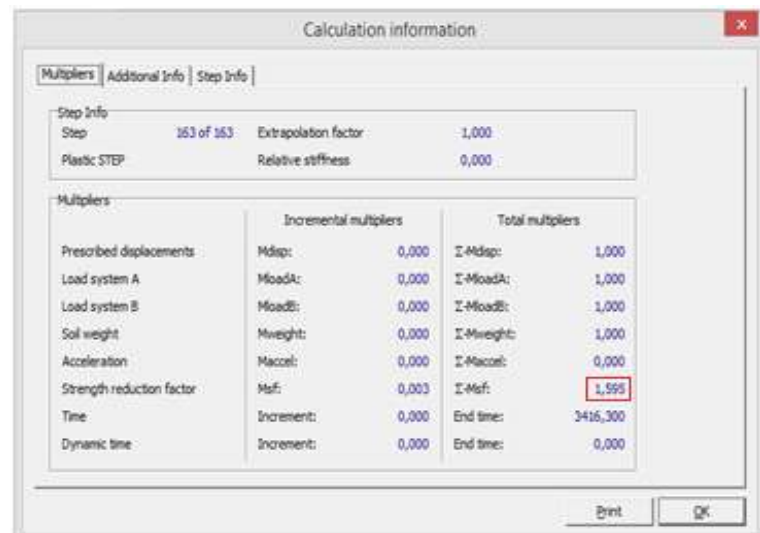 Calculation information
x
Multipliers Additional Info Step Info
Step Info
Step 163 of 163 Extrapolation factor 1,000
Plastic STEP Relative stiffness 0,000
Multipliers
Incremental multipliers Total multipliers
Prescribed displacements Mdisp: 0,000 Σ-Mdisp: 1,000
Load system A MloadA: 0,000 Σ-MloadA: 1,000
Load system B MloadB: 0,000 Σ-MloadB: 1,000
Soil weight Mweight: 0,000 Σ-Mweight: 1,000
Acceleration Maccel: 0,000 Σ-Maccel: 0,000
Strength reduction factor Msf: 0,003 Σ-Msf: 1,595
Time Increment: 0,000 End time: 3416,300
Dynamic time Increment: 0,000 End time: 0,000
Print OK